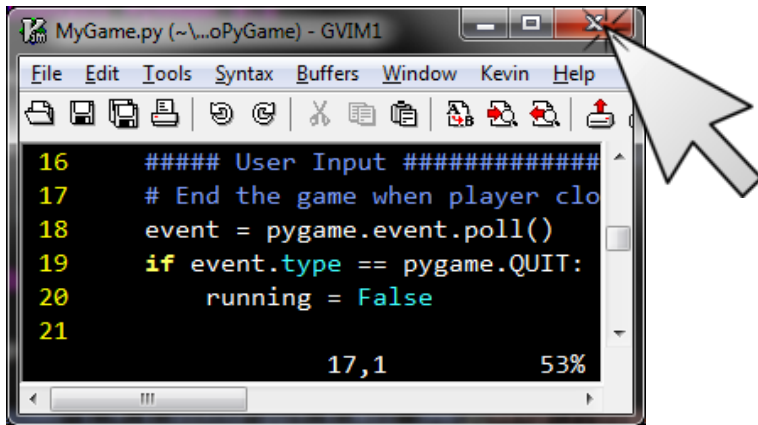 MyGame.py (~\...oPyGame) - GVIM1
File Edit Tools Syntax Buffers Window Kevin Help
16 ##### User Input #############
17 # End the game when player clo
18 event = pygame.event.poll()
19 if event.type == pygame.QUIT:
20 running = False
21
17,1 53%